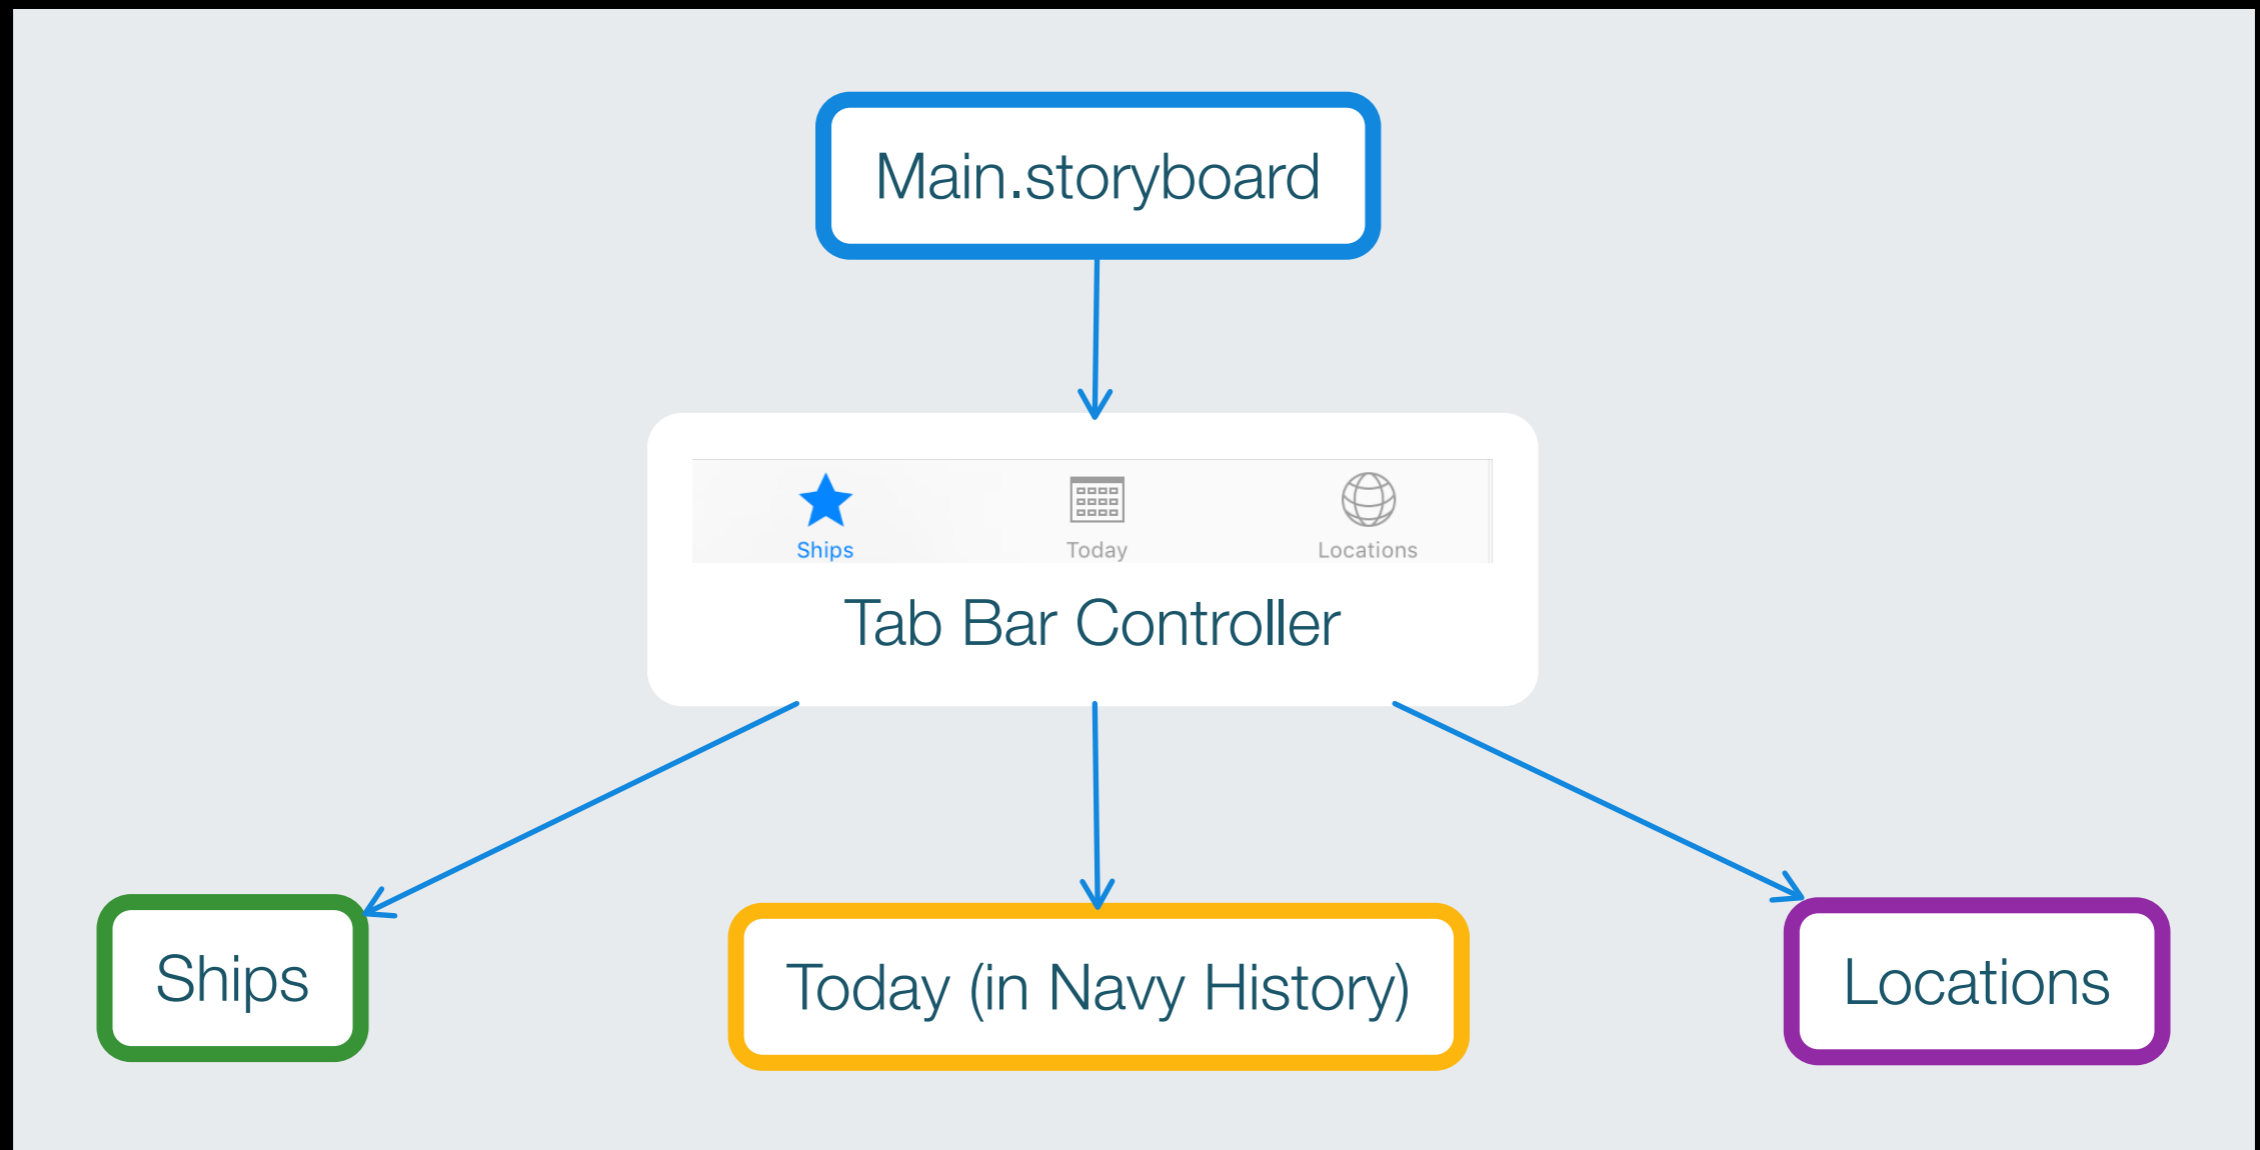 Main.storyboard
Ships
Today
Locations
Tab Bar Controller
Ships
Today (in Navy History)
Locations